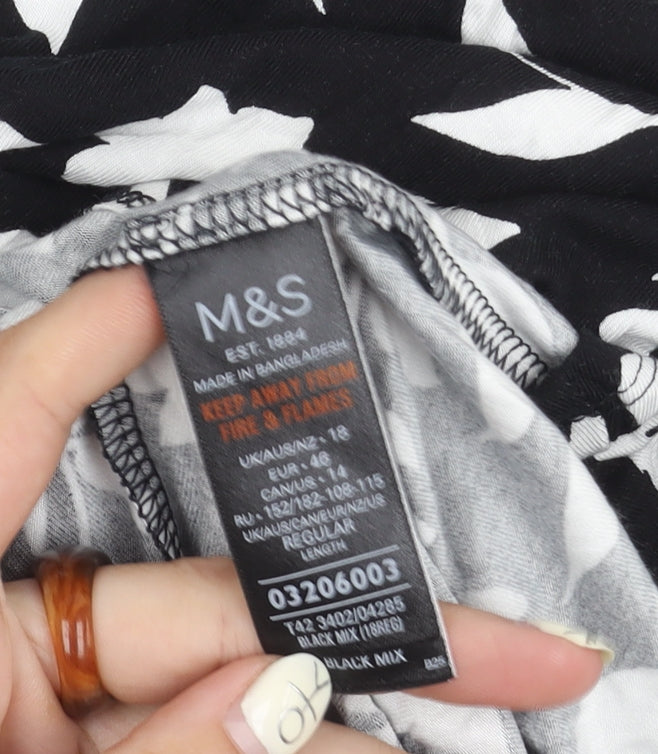 M&S
EST. 1884
MADE IN BANGLADESH
KEEP AWAY FROM
FIRE & FLAMES
UK/AUS/NZ - 18
EUR - 46
CAN/US - 14
RU - 152/182-108-115
UK/AUS/CAN/EUR/NZ/US
REGULAR
LENGTH
03206003
T42 3402/04285
BLACK MIX (18REG)
BLACK MIX